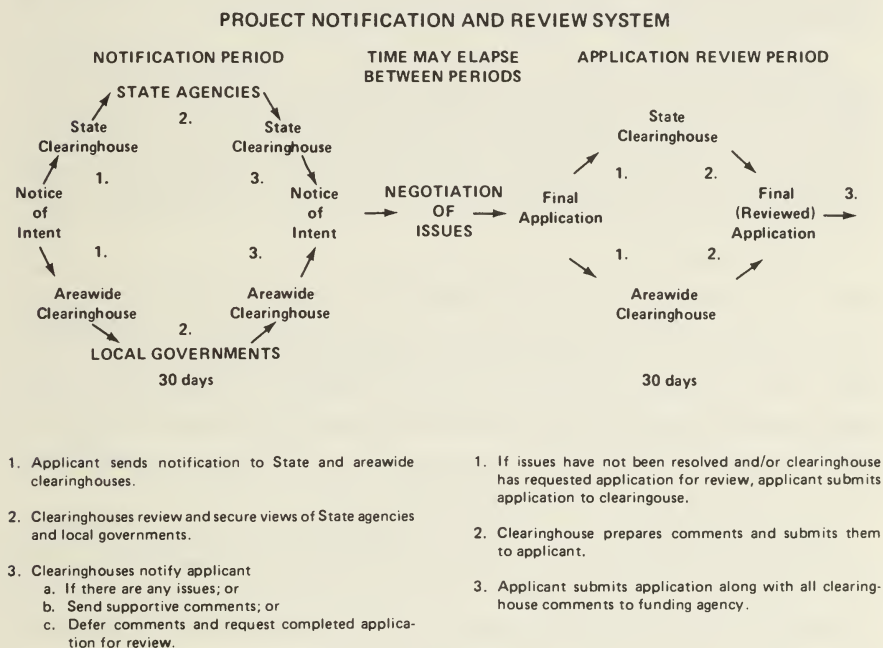 PROJECT NOTIFICATION AND REVIEW SYSTEM
NOTIFICATION PERIOD
TIME MAY ELAPSE
BETWEEN PERIODS
APPLICATION REVIEW PERIOD
STATE AGENCIES
2.
State
Clearinghouse
State
Clearinghouse
1.
3.
Notice
of
Intent
Notice
of
Intent
1.
3.
Areawide
Clearinghouse
Areawide
Clearinghouse
2.
LOCAL GOVERNMENTS
30 days
NEGOTIATION
OF
ISSUES
State
Clearinghouse
1.
2.
Final
Application
Final
(Reviewed)
Application
3.
1.
2.
Areawide
Clearinghouse
30 days
1. Applicant sends notification to State and areawide
clearinghouses.
2. Clearinghouses review and secure views of State agencies
and local governments.
3. Clearinghouses notify applicant
a. If there are any issues; or
b. Send supportive comments; or
c. Defer comments and request completed applica-
tion for review.
1. If issues have not been resolved and/or clearinghouse
has requested application for review, applicant submits
application to clearingouse.
2. Clearinghouse prepares comments and submits them
to applicant.
3. Applicant submits application along with all clearing-
house comments to funding agency.